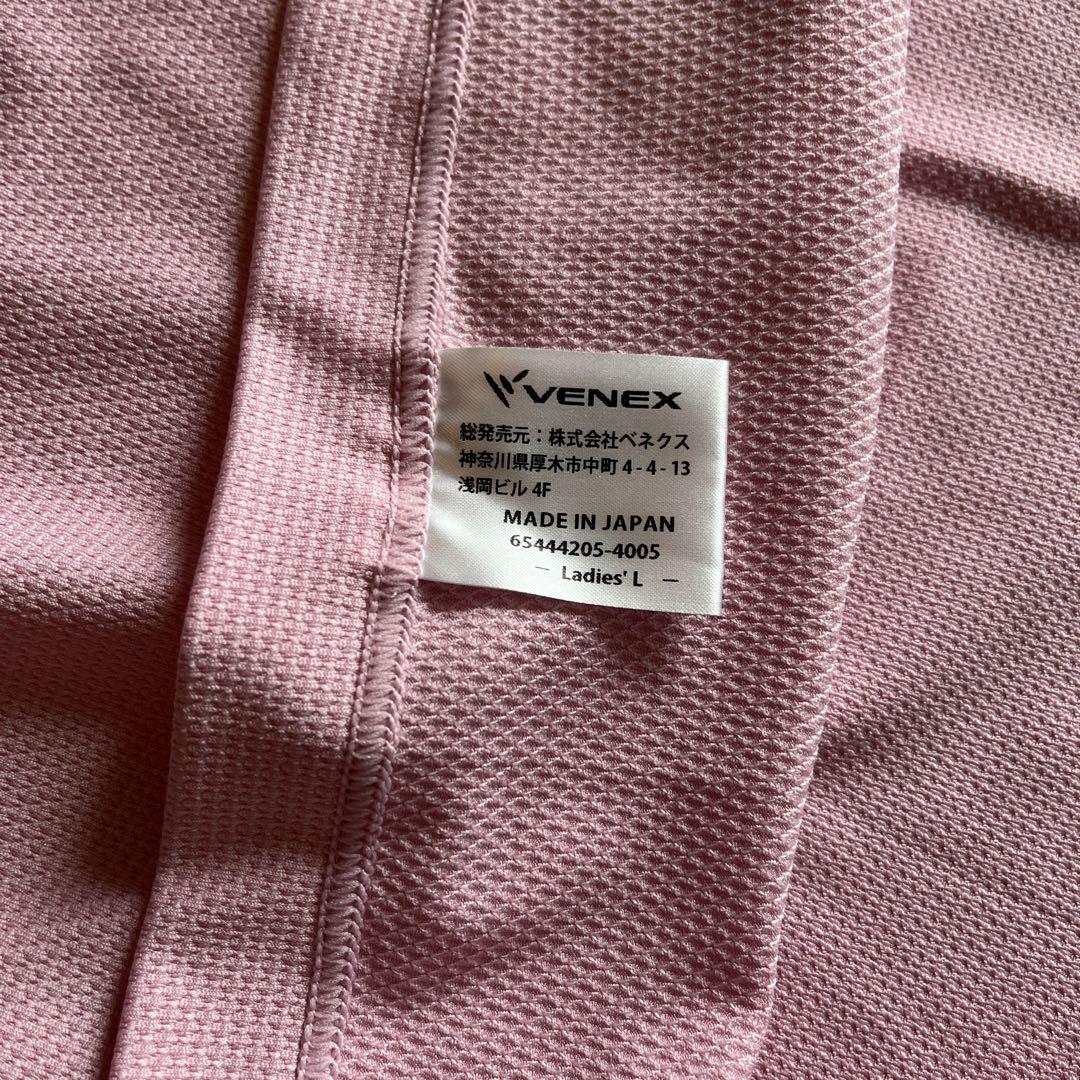 VENEX
総発売元：株式会社ベネクス
神奈川県厚木市中町 4 - 4 - 13
浅岡ビル 4F
MADE IN JAPAN
65444205-4005
— Ladies' L —